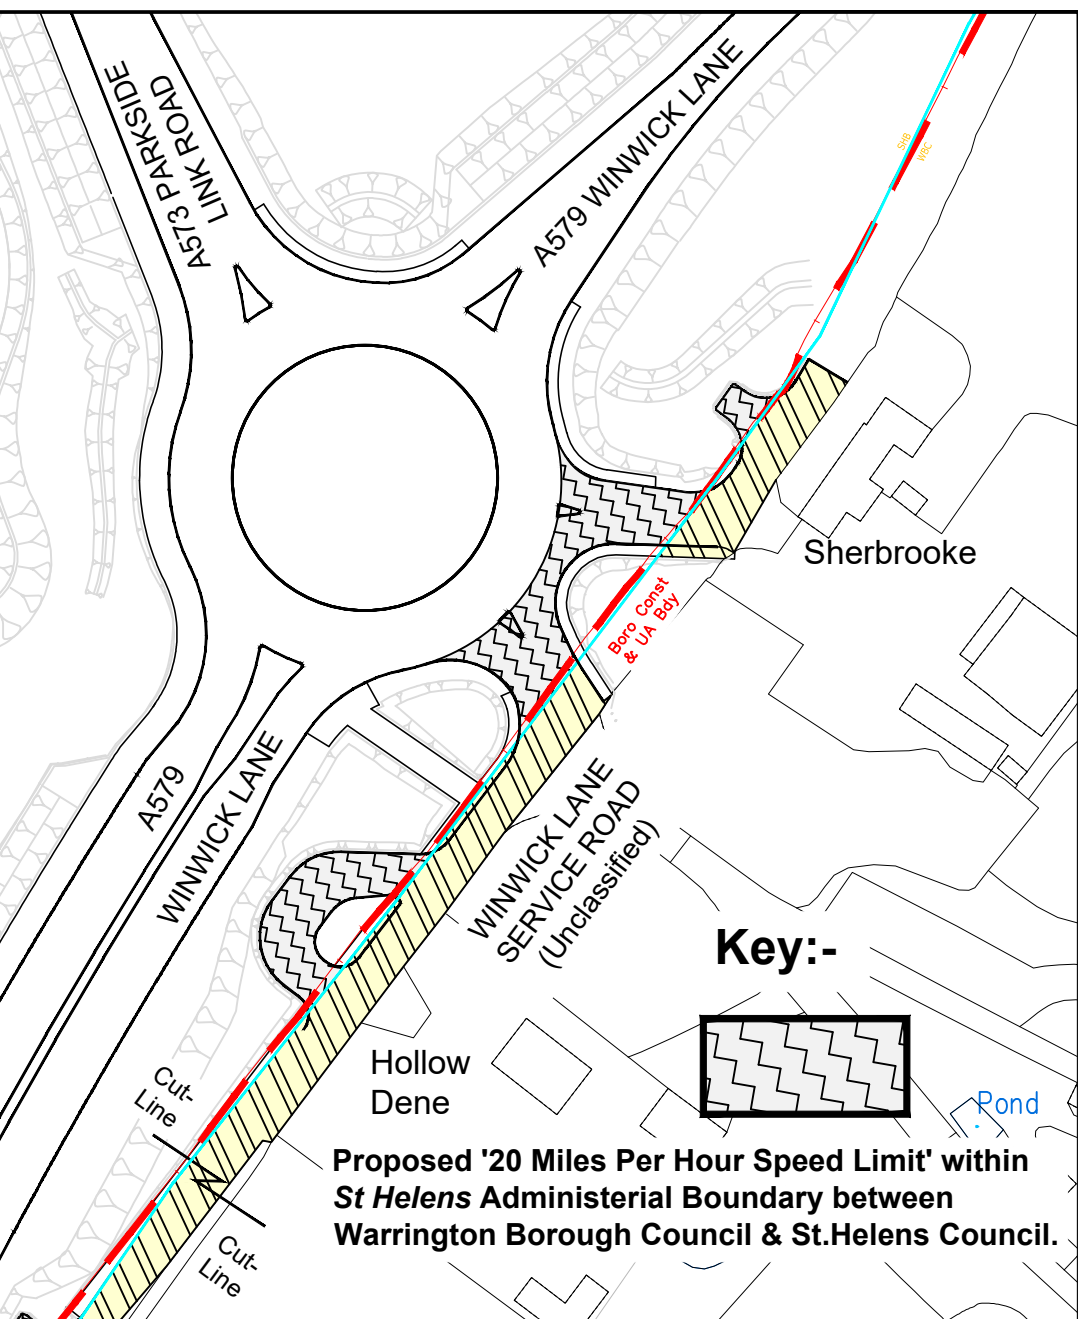 A573 PARKSIDE
LINK ROAD
A579 WINWICK LANE
SHB
WBC
Sherbrooke
Boro Const
& UA Bdy
A579
WINWICK LANE
WINWICK LANE
SERVICE ROAD
(Unclassified)
Key:-
Hollow
Dene
Pond
Cut-
Line
Proposed '20 Miles Per Hour Speed Limit' within
St Helens Administerial Boundary between
Warrington Borough Council & St.Helens Council.
Cut-
Line